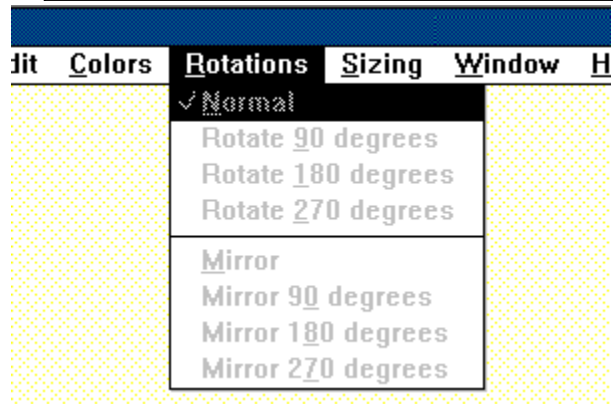 dit Colors Rotations Sizing Window H
✓Normal
Rotate 90 degrees
Rotate 180 degrees
Rotate 270 degrees
Mirror
Mirror 90 degrees
Mirror 180 degrees
Mirror 270 degrees